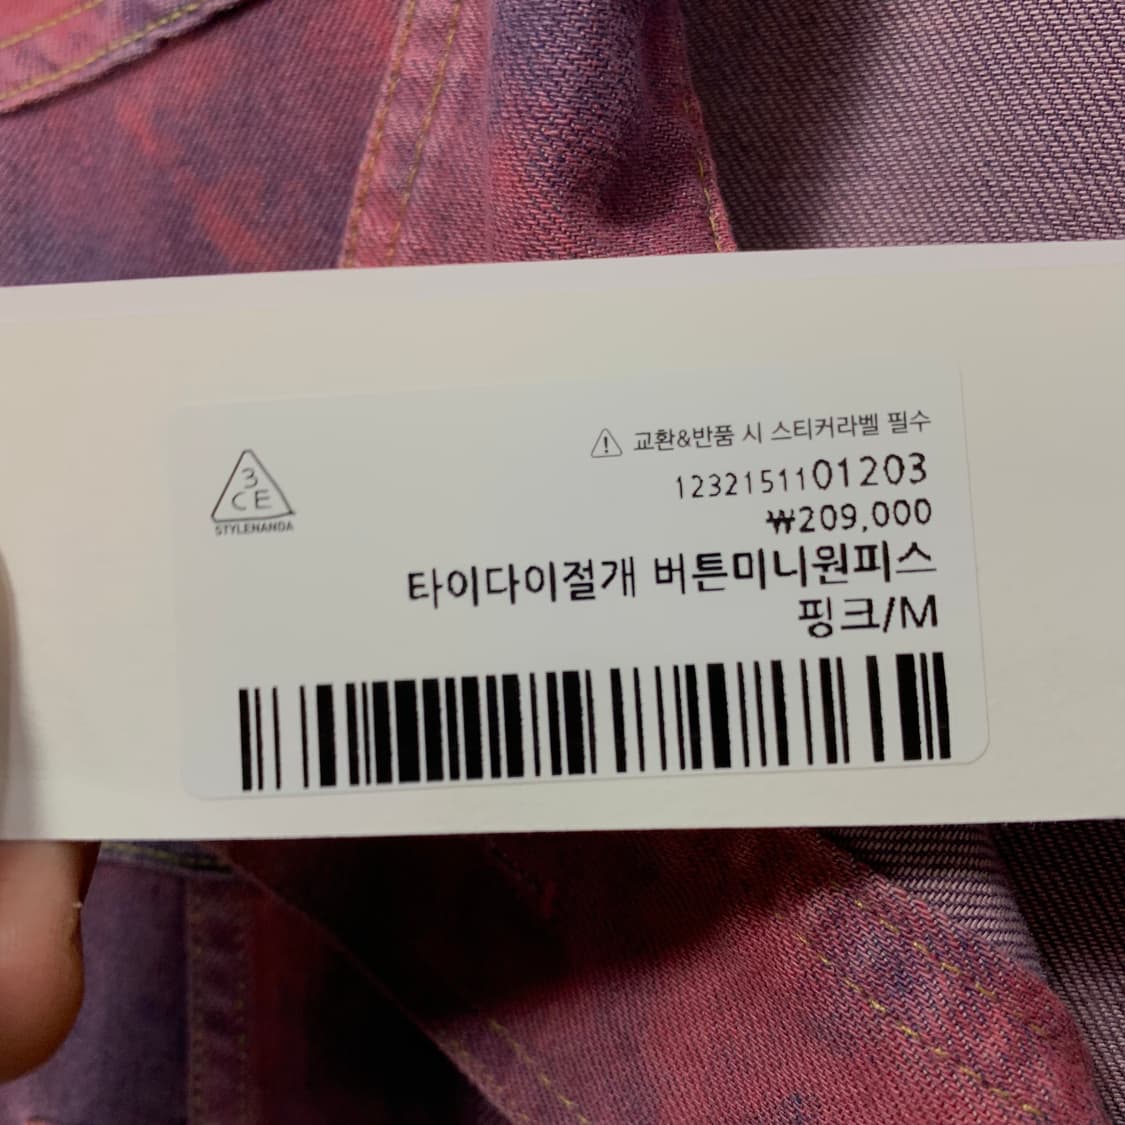 3
CE
STYLENANDA
교환&반품 시 스티커라벨 필수
1232151101203
₩209,000
타이다이절개 버튼미니원피스
핑크/M